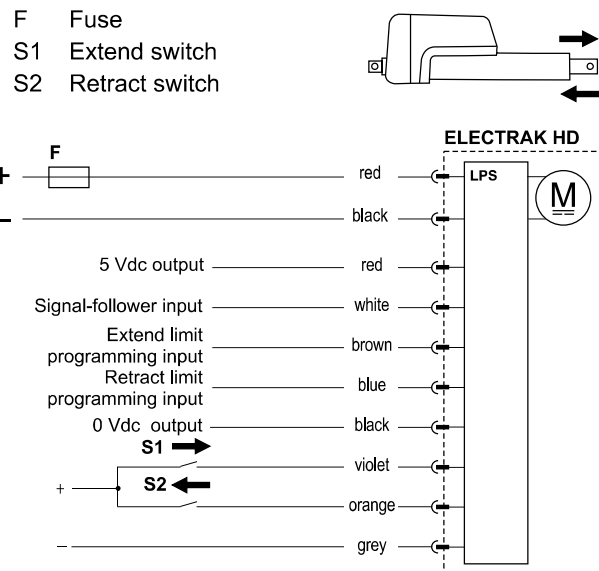 F Fuse
S1 Extend switch
S2 Retract switch
ELECTRAK HD
F
+
red
LPS
M
–
black
5 Vdc output
red
Signal-follower input
white
Extend limit
programming input
brown
Retract limit
programming input
blue
0 Vdc output
black
S1
violet
+
S2
orange
–
grey